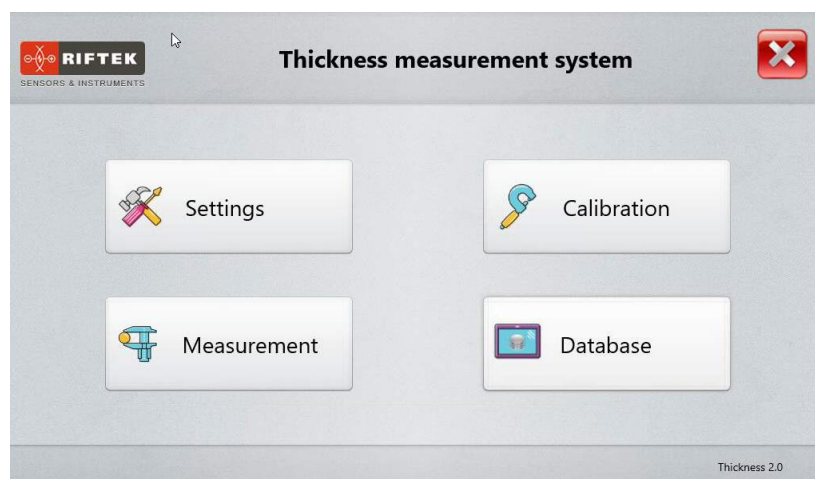 RIFTEK
SENSORS & INSTRUMENTS
Thickness measurement system
Settings
Calibration
Measurement
Database
Thickness 2.0